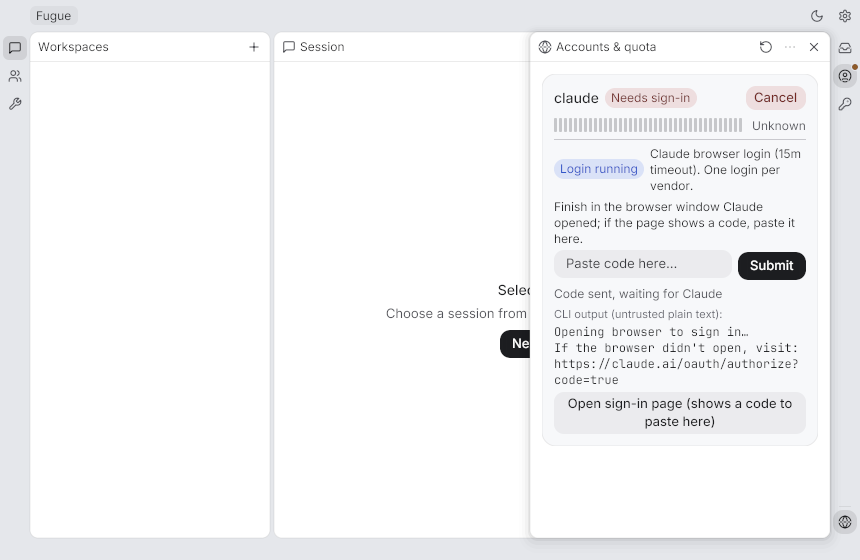 Fugue
Workspaces
Session
Selec
Choose a session from
Ne
Accounts & quota
claude
Needs sign-in
Cancel
Unknown
Login running
Claude browser login (15m
timeout). One login per
vendor.
Finish in the browser window Claude
opened; if the page shows a code, paste it
here.
Paste code here...
Submit
Code sent, waiting for Claude
CLI output (untrusted plain text):
Opening browser to sign in…
If the browser didn't open, visit:
https://claude.ai/oauth/authorize?
code=true
Open sign-in page (shows a code to
paste here)